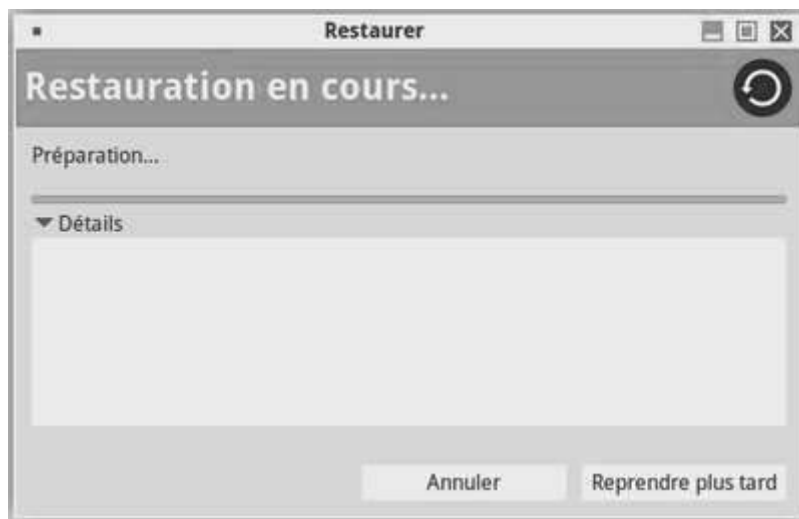 Restaurer
Restauration en cours...
Préparation...
Détails
Annuler
Reprendre plus tard